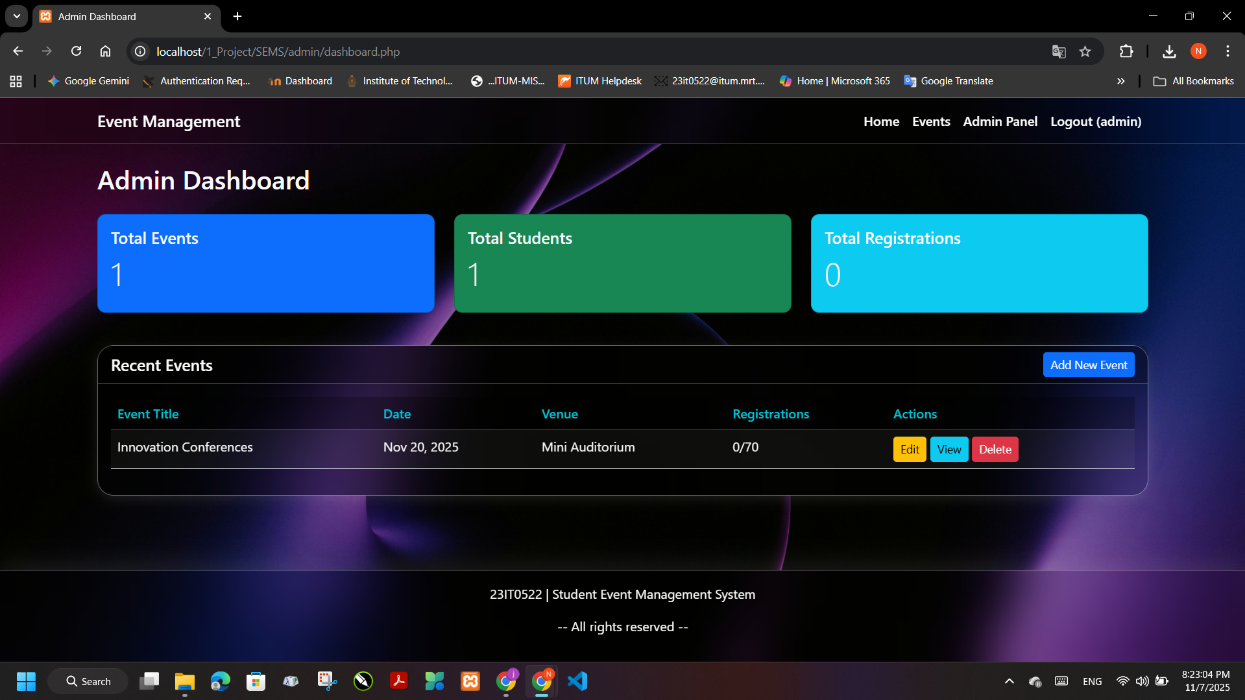 Admin Dashboard
localhost/1_Project/SEMS/admin/dashboard.php
N
Google Gemini
Authentication Req...
Dashboard
Institute of Technol...
...ITUM-MIS...
ITUM Helpdesk
23it0522@itum.mrt....
Home | Microsoft 365
Google Translate
» All Bookmarks
Event Management
Home Events Admin Panel Logout (admin)
Admin Dashboard
Total Events
1
Total Students
1
Total Registrations
0
Recent Events
Add New Event
Event Title Date Venue Registrations Actions
Innovation Conferences Nov 20, 2025 Mini Auditorium 0/70 Edit View Delete
23IT0522 | Student Event Management System
-- All rights reserved --
Search
J
N
ENG
8:23:04 PM
11/7/2025